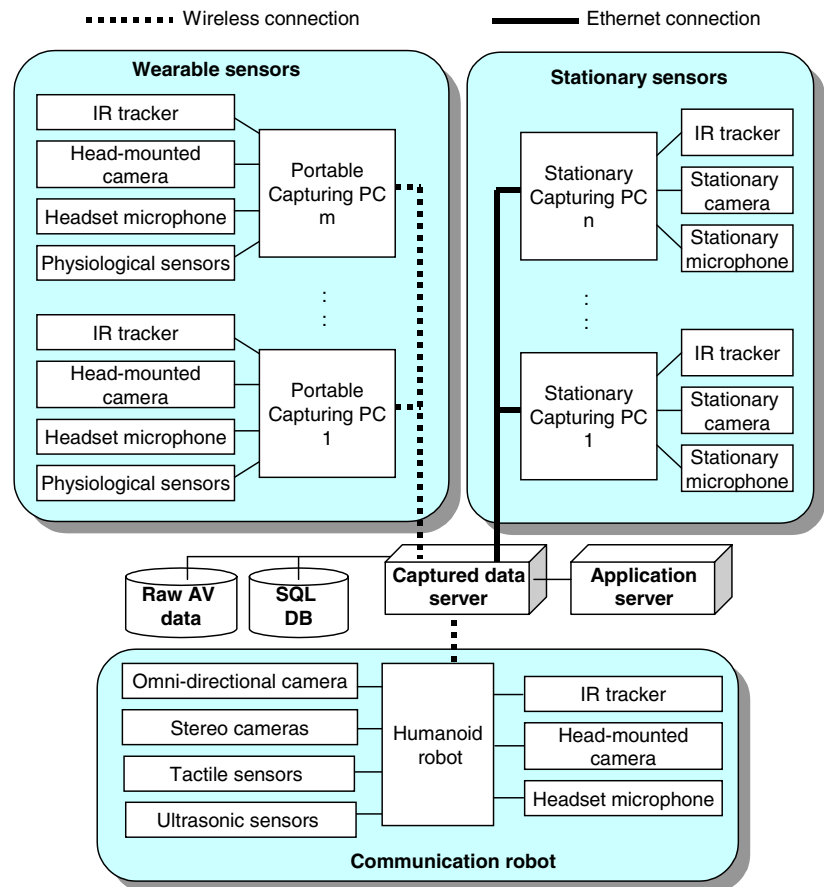 Wireless connection
Ethernet connection
Wearable sensors
IR tracker
Head-mounted
camera
Headset microphone
Physiological sensors
Portable
Capturing PC
m
IR tracker
Head-mounted
camera
Headset microphone
Physiological sensors
Portable
Capturing PC
1
Stationary sensors
Stationary
Capturing PC
n
IR tracker
Stationary
camera
Stationary
microphone
Stationary
Capturing PC
1
IR tracker
Stationary
camera
Stationary
microphone
Raw AV
data
SQL
DB
Captured data
server
Application
server
Omni-directional camera
Stereo cameras
Tactile sensors
Ultrasonic sensors
Humanoid
robot
IR tracker
Head-mounted
camera
Headset microphone
Communication robot